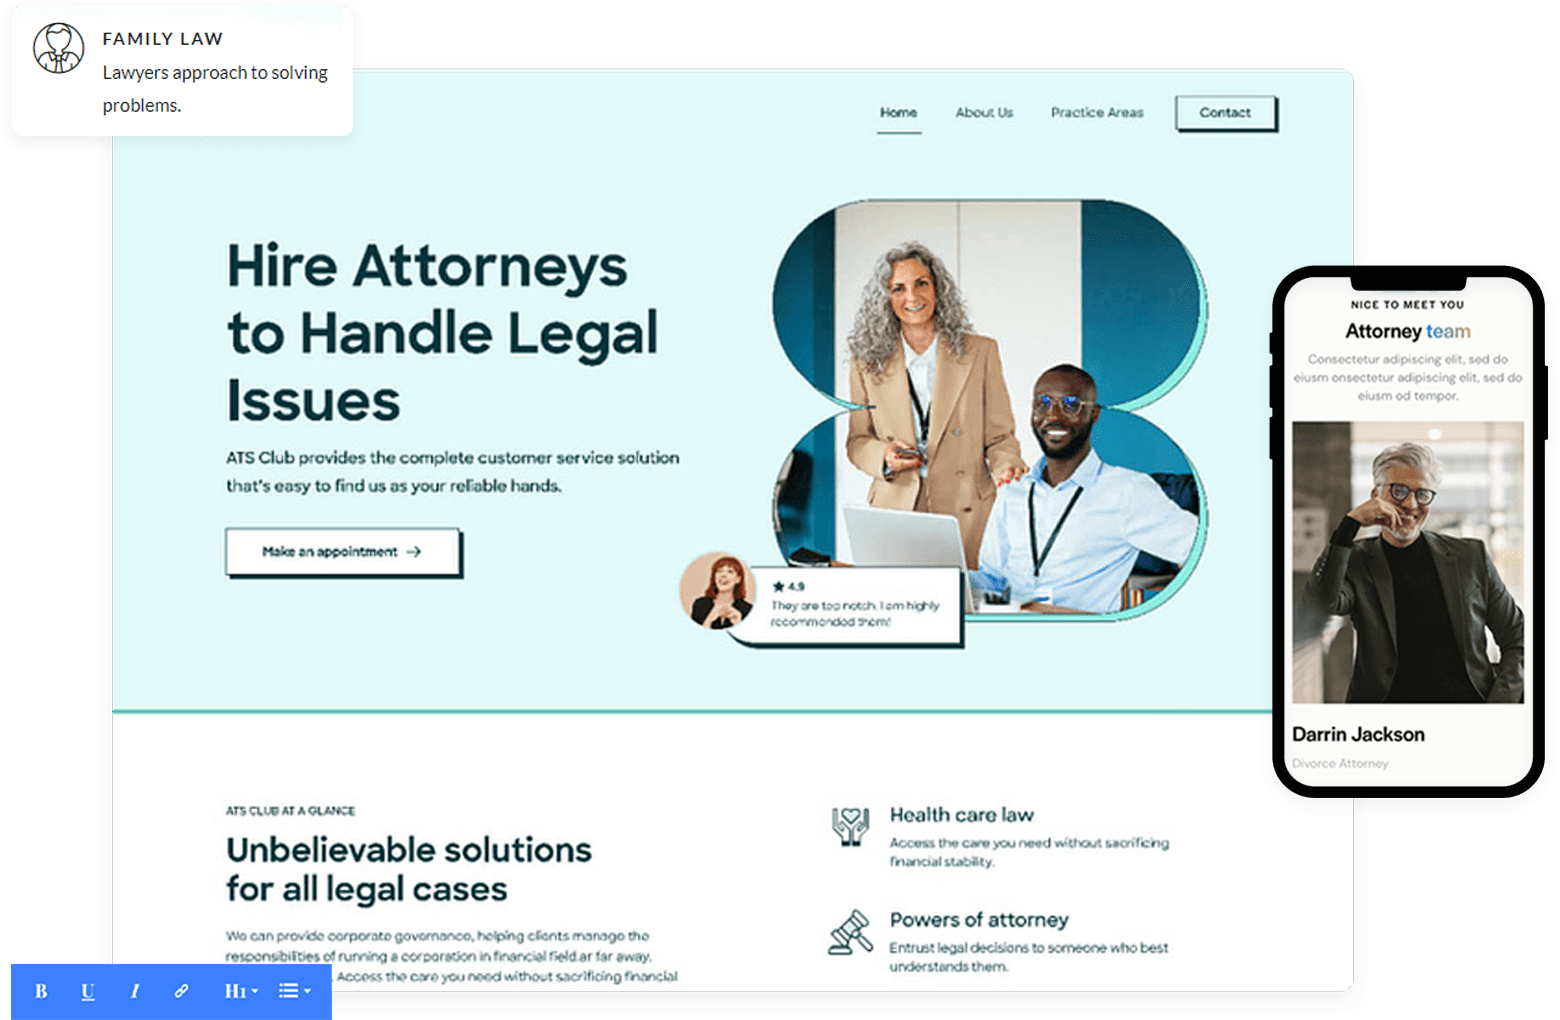 FAMILY LAW
Lawyers approach to solving
problems.
Home
About Us
Practice Areas
Contact
Hire Attorneys
to Handle Legal
Issues
ATS Club provides the complete customer service solution
that's easy to find us as your reliable hands.
Make an appointment →
★ 4.9
They are top notch. I am highly
recommended them!
NICE TO MEET YOU
Attorney team
Consectetur adipiscing elit, sed do
eiusm onsectetur adipiscing elit, sed do
eiusm od tempor.
Darrin Jackson
Divorce Attorney
ATS CLUB AT A GLANCE
Unbelievable solutions
for all legal cases
We can provide corporate governance, helping clients manage the
responsibilities of running a corporation in financial field.ar far away.
. Access the care you need without sacrificing financial
Health care law
Access the care you need without sacrificing
financial stability.
Powers of attorney
Entrust legal decisions to someone who best
understands them.
B U I H1